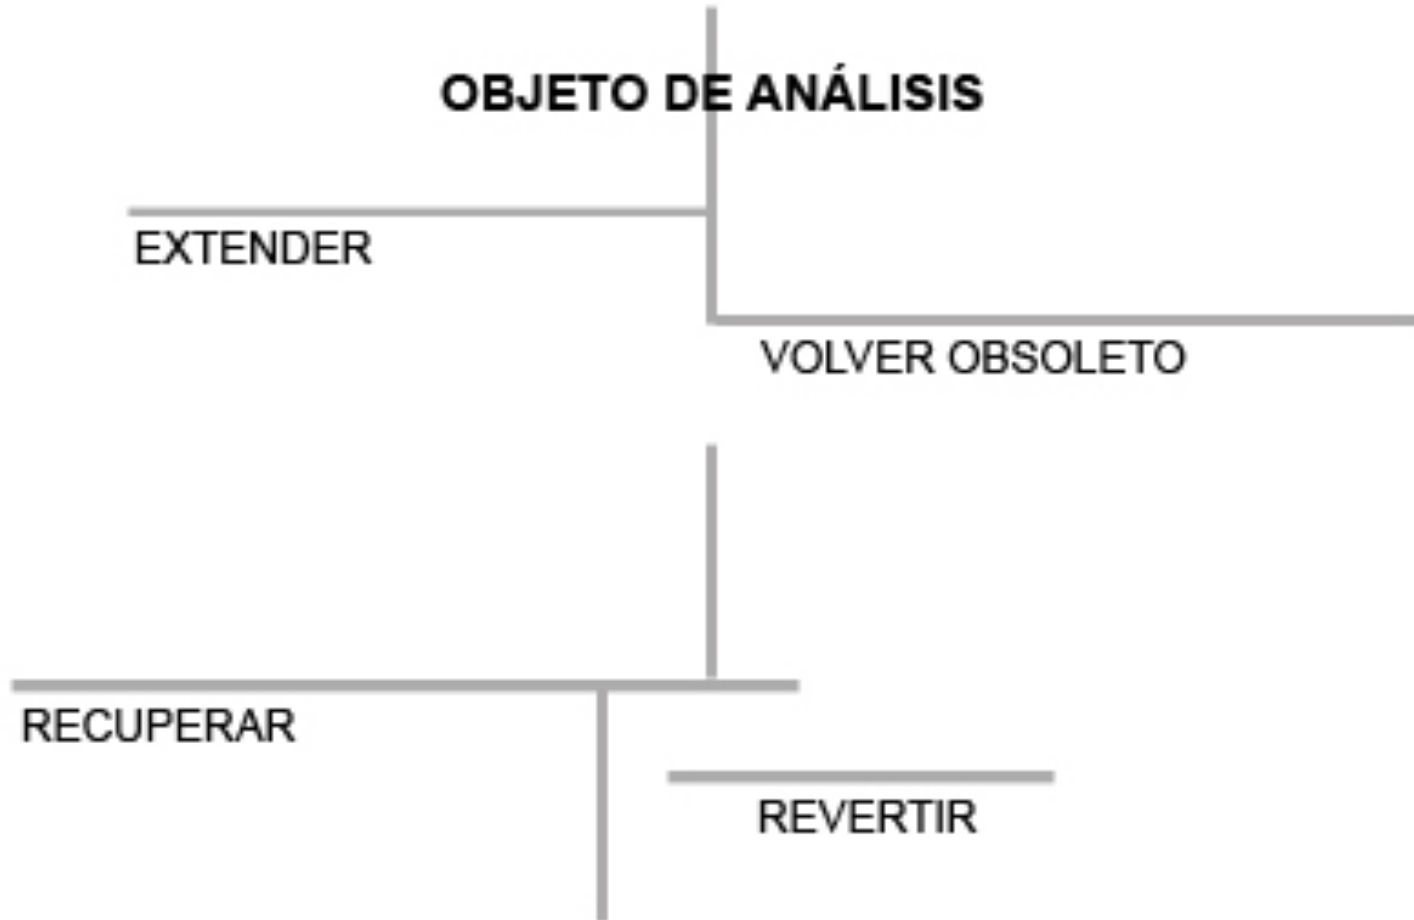 OBJETO DE ANÁLISIS
EXTENDER
VOLVER OBSOLETO
RECUPERAR
REVERTIR